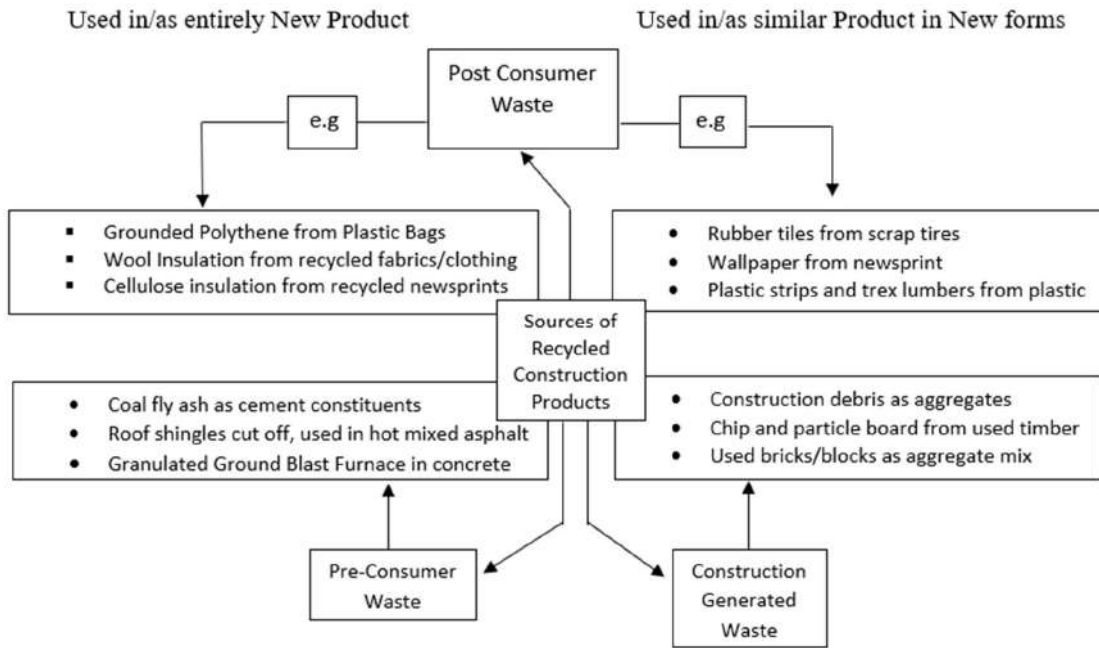 Used in/as entirely New Product
Used in/as similar Product in New forms
Post Consumer
Waste
e.g
e.g
Grounded Polythene from Plastic Bags
Wool Insulation from recycled fabrics/clothing
Cellulose insulation from recycled newsprints
Rubber tiles from scrap tires
Wallpaper from newsprint
Plastic strips and trex lumbers from plastic
Sources of
Recycled
Construction
Products
Coal fly ash as cement constituents
Roof shingles cut off, used in hot mixed asphalt
Granulated Ground Blast Furnace in concrete
Construction debris as aggregates
Chip and particle board from used timber
Used bricks/blocks as aggregate mix
Pre-Consumer
Waste
Construction
Generated
Waste